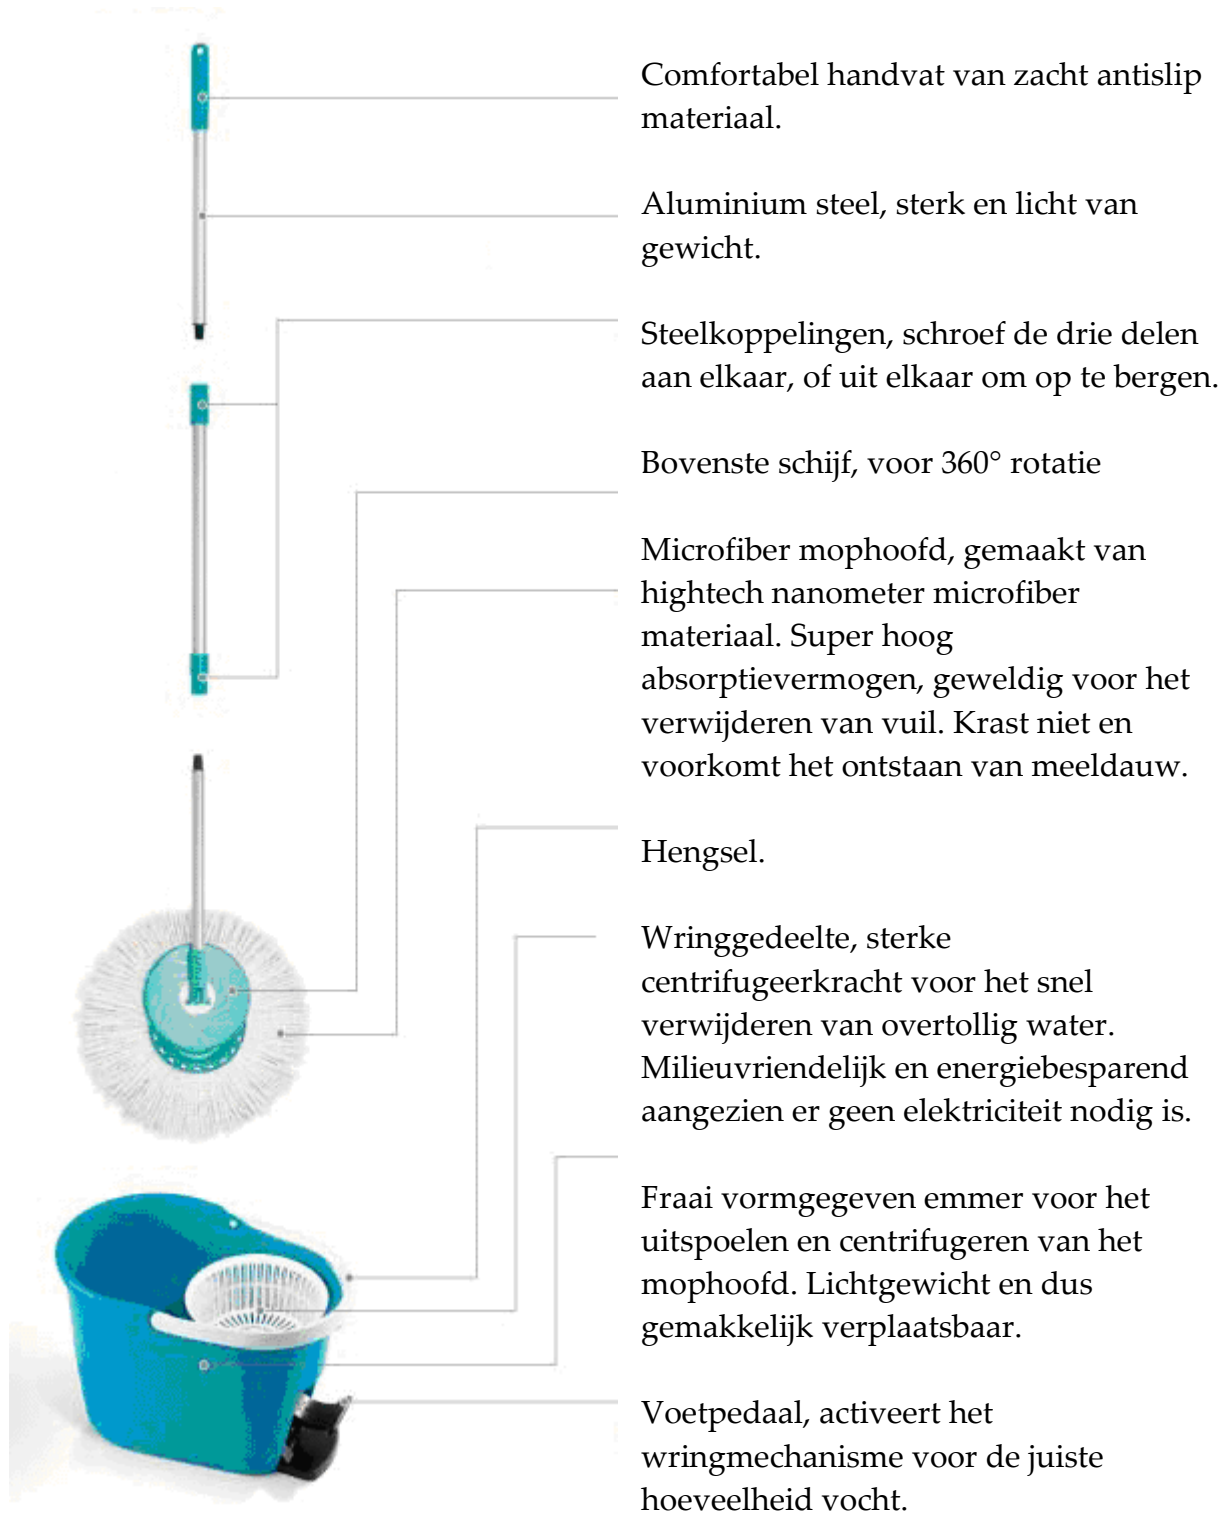 Comfortabel handvat van zacht antislip
materiaal.
Aluminium steel, sterk en licht van
gewicht.
Steelkoppelingen, schroef de drie delen
aan elkaar, of uit elkaar om op te bergen.
Bovenste schijf, voor 360° rotatie
Microfiber mophoofd, gemaakt van
hightech nanometer microfiber
materiaal. Super hoog
absorptievermogen, geweldig voor het
verwijderen van vuil. Krast niet en
voorkomt het ontstaan van meeldauw.
Hengsel.
Wringgedeelte, sterke
centrifugeerkracht voor het snel
verwijderen van overtollig water.
Milieuvriendelijk en energiebesparend
aangezien er geen elektriciteit nodig is.
Fraai vormgegeven emmer voor het
uitspoelen en centrifugeren van het
mophoofd. Lichtgewicht en dus
gemakkelijk verplaatsbaar.
Voetpedaal, activeert het
wringmechanisme voor de juiste
hoeveelheid vocht.